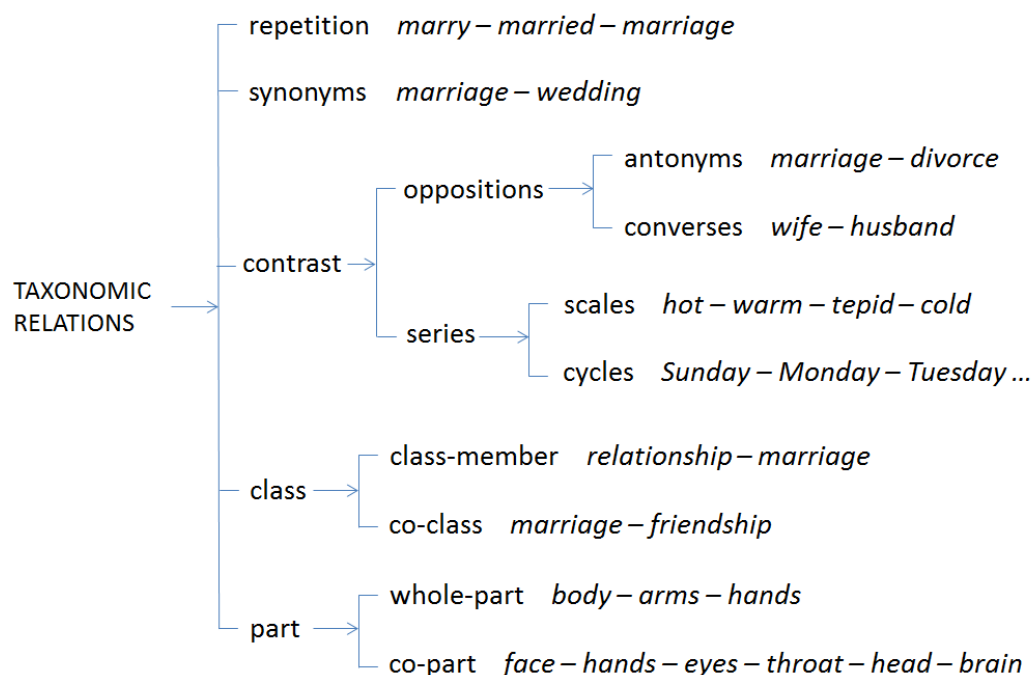 repetition marry – married – marriage
synonyms marriage – wedding
antonyms marriage – divorce
oppositions
converses wife – husband
contrast
TAXONOMIC
RELATIONS
scales hot – warm – tepid – cold
series
cycles Sunday – Monday – Tuesday ...
class-member relationship – marriage
class
co-class marriage – friendship
whole-part body – arms – hands
part
co-part face – hands – eyes – throat – head – brain